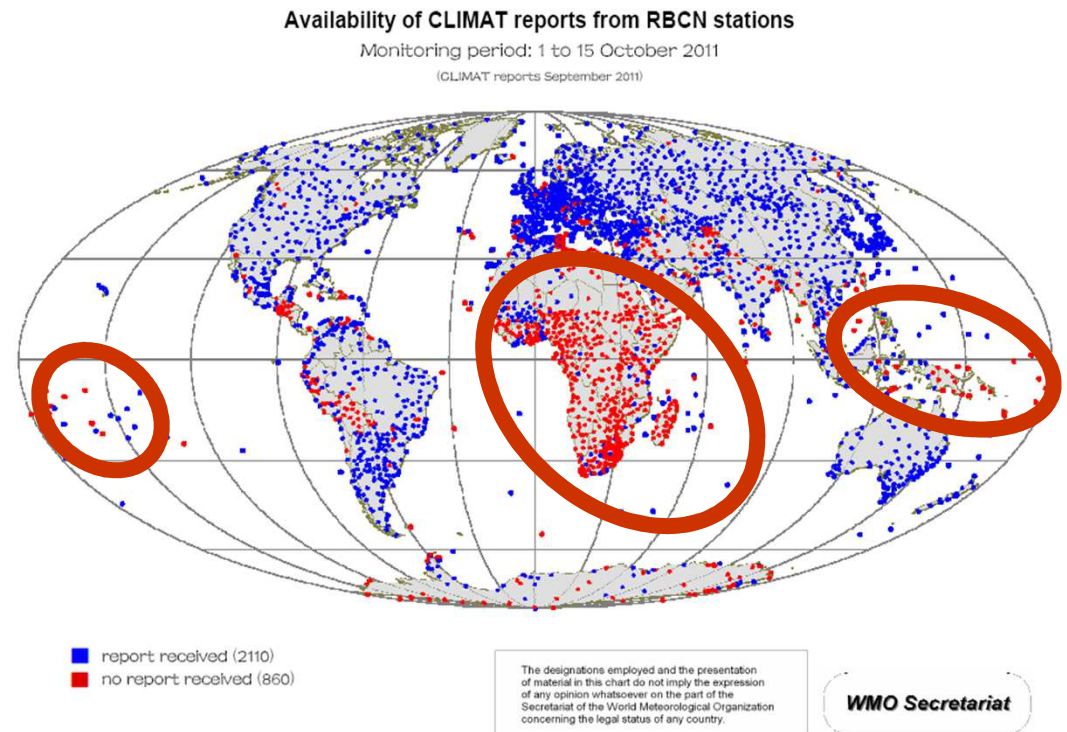 Availability of CLIMAT reports from RBCN stations
Monitoring period: 1 to 15 October 2011
(CLIMAT reports September 2011)
report received (2110)
no report received (860)
The designations employed and the presentation
of material in this chart do not imply the expression
of any opinion whatsoever on the part of the
Secretariat of the World Meteorological Organization
concerning the legal status of any country.
WMO Secretariat